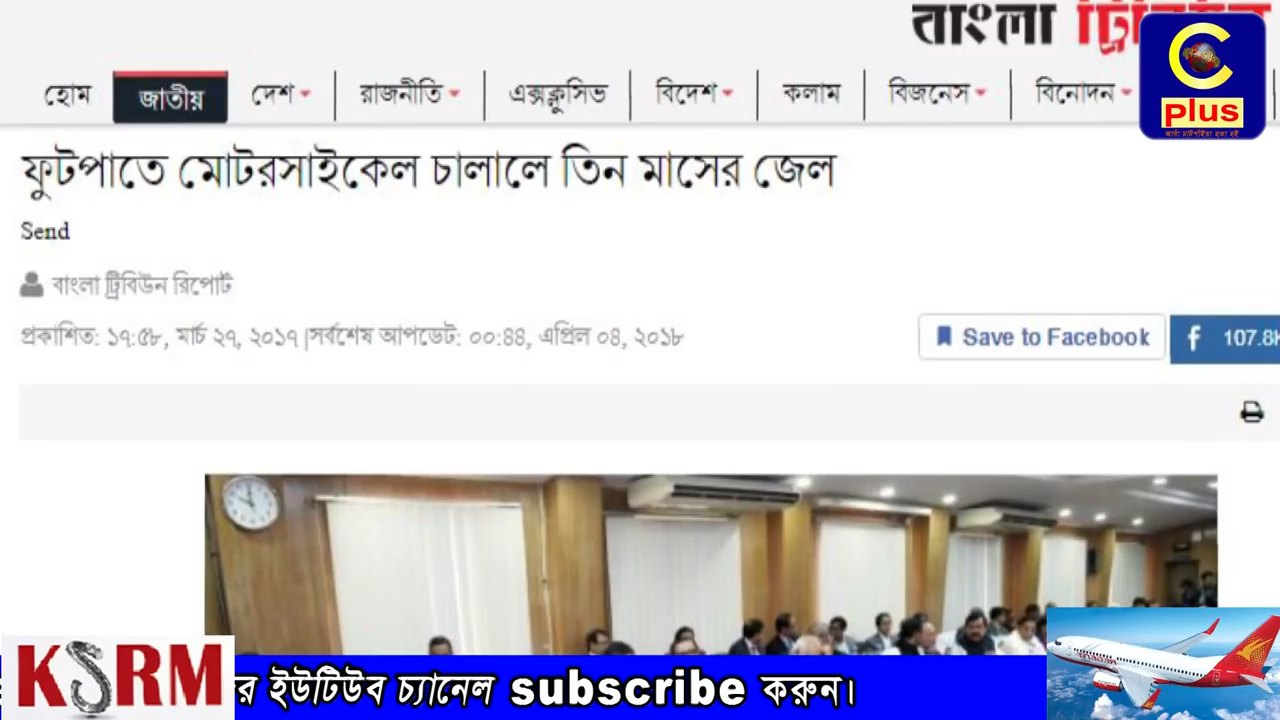 বাংলা
C
plus
হোম জাতীয় দেশ রাজনীতি এক্সক্লুসিভ বিদেশ কলাম বিজনেস বিনোদন
ফুটপাতে মোটরসাইকেল চালালে তিন মাসের জেল
Send
বাংলা ট্রিবিউন রিপোর্ট
প্রকাশিত: ১৭:৫৮, মার্চ ২৭, ২০১৭ |সর্বশেষ আপডেট: ০০:৪৪, এপ্রিল ০৪, ২০১৮
Save to Facebook f 107.8K
KSRM
র ইউটিউব চ্যানেল subscribe করুন।